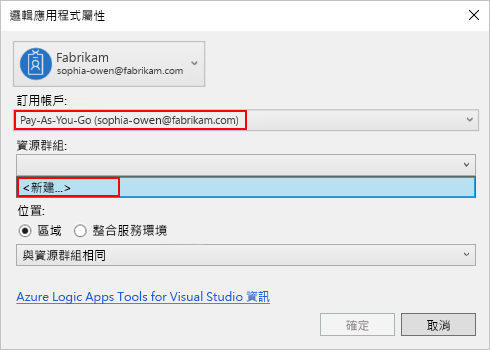 邏輯應用程式屬性
Fabrikam
sophia-owen@fabrikam.com
訂用帳戶:
Pay-As-You-Go (sophia-owen@fabrikam.com)
資源群組:
<新建...>
位置:
區域 整合服務環境
與資源群組相同
Azure Logic Apps Tools for Visual Studio 資訊
確定 取消